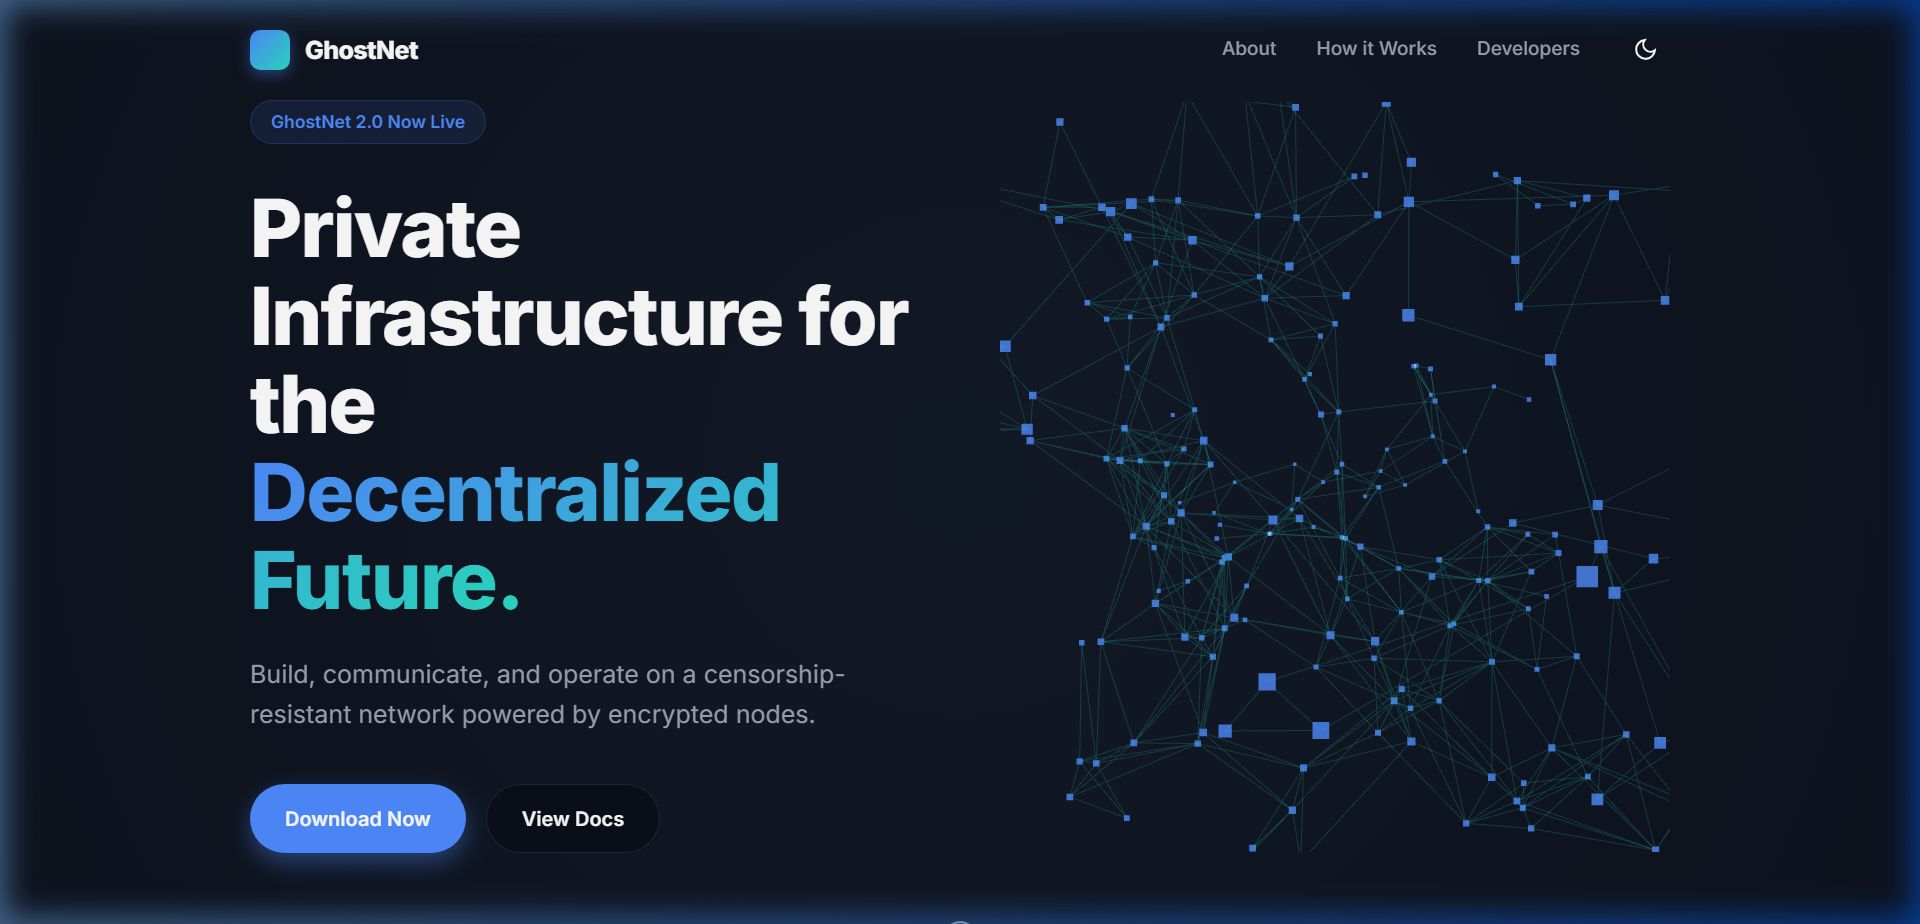 GhostNet
About
How it Works
Developers
GhostNet 2.0 Now Live
Private
Infrastructure for
the
Decentralized
Future.
Build, communicate, and operate on a censorship-
resistant network powered by encrypted nodes.
Download Now
View Docs